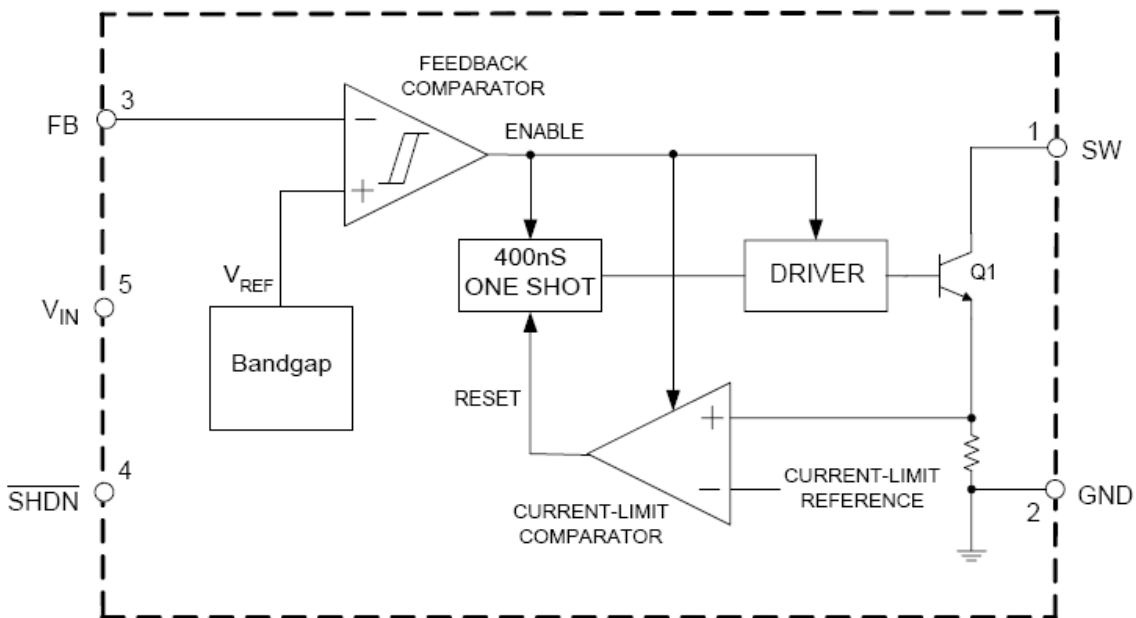 FEEDBACK
COMPARATOR
3
FB
−
ENABLE
1
SW
+
400nS
ONE SHOT
DRIVER
Q1
VREF
5
VIN
Bandgap
RESET
+
4
SHDN
−
CURRENT-LIMIT
REFERENCE
GND
2
CURRENT-LIMIT
COMPARATOR